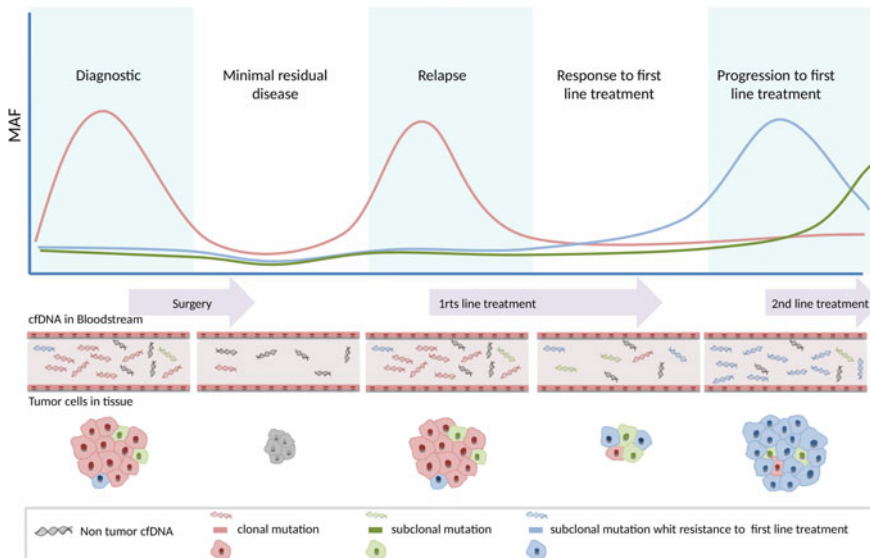 Diagnostic
Minimal residual
disease
Relapse
Response to first
line treatment
Progression to first
line treatment
MAF
Surgery
1rts line treatment
2nd line treatment
cfDNA in Bloodstream
Tumor cells in tissue
Non tumor cfDNA
clonal mutation
subclonal mutation
subclonal mutation whit resistance to first line treatment